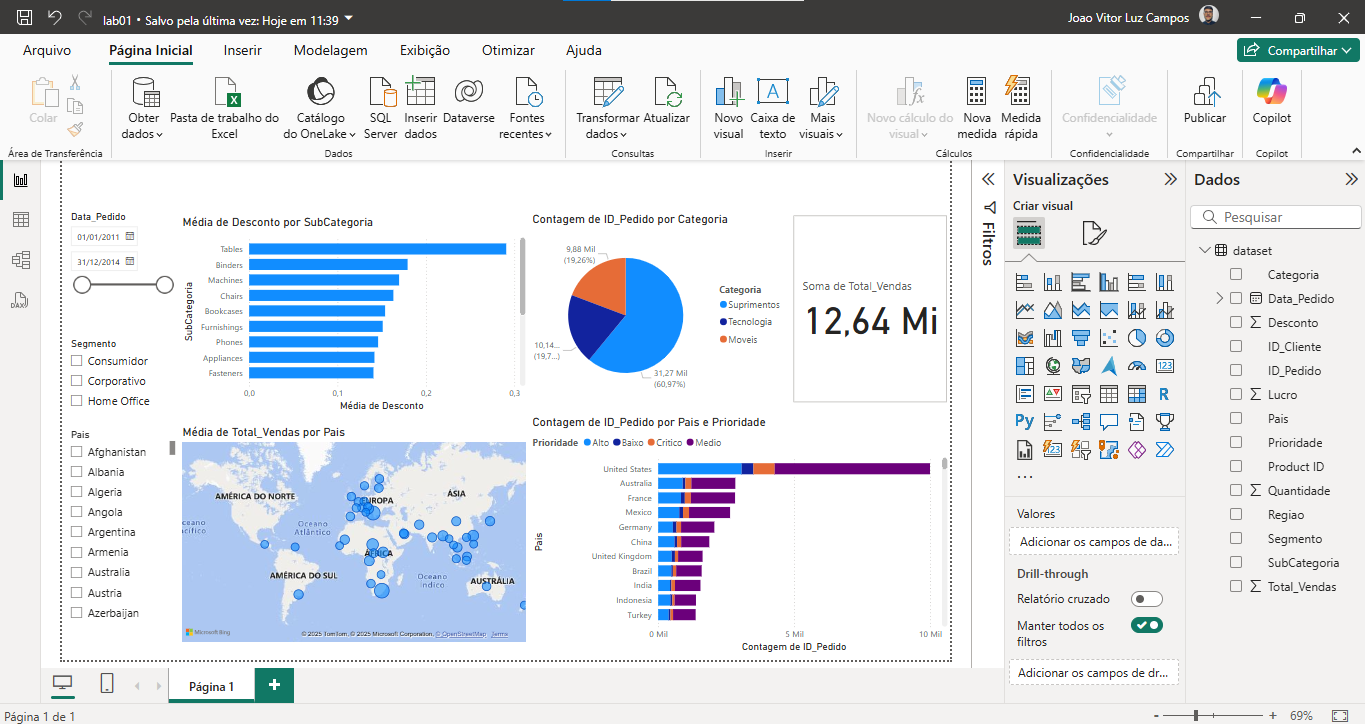 lab01 • Salvo pela última vez: Hoje em 11:39
Joao Vitor Luz Campos
Arquivo
Página Inicial
Inserir
Modelagem
Exibição
Otimizar
Ajuda
Compartilhar
Colar
Obter dados
Pasta de trabalho do Excel
Catálogo do OneLake
SQL Server
Inserir dados
Dataverse
Fontes recentes
Transformar dados
Atualizar
Novo visual
Caixa de texto
Mais visuais
Novo cálculo do visual
Nova medida
Medida rápida
Confidencialidade
Publicar
Copilot
Área de Transferência
Dados
Consultas
Inserir
Cálculos
Confidencialidade
Compartilhar
Copilot
Data_Pedido
01/01/2011
31/12/2014
Segmento
Consumidor
Corporativo
Home Office
Pais
Afghanistan
Albania
Algeria
Angola
Argentina
Armenia
Australia
Austria
Azerbaijan
Média de Desconto por SubCategoria
SubCategoria
Tables
Binders
Machines
Chairs
Bookcases
Furnishings
Phones
Appliances
Fasteners
0,0
0,1
0,2
0,3
Média de Desconto
Contagem de ID_Pedido por Categoria
9,88 Mil
(19,26%)
10,14...
(19,7...)
31,27 Mil
(60,97%)
Categoria
Suprimentos
Tecnologia
Moveis
Soma de Total_Vendas
12,64 Mi
Média de Total_Vendas por Pais
AMÉRICA DO NORTE
EUROPA
ÁSIA
Oceano
Atlântico
ÁFRICA
AMÉRICA DO SUL
Oceano
Índico
AUSTRÁLIA
Microsoft Bing
© 2025 TomTom, © 2025 Microsoft Corporation, © OpenStreetMap Terms
Contagem de ID_Pedido por Pais e Prioridade
Prioridade Alto Baixo Critico Medio
Pais
United States
Australia
France
Mexico
Germany
China
United Kingdom
Brazil
India
Indonesia
Turkey
0 Mil
5 Mil
10 Mil
Contagem de ID_Pedido
Filtros
Visualizações
Criar visual
Valores
Adicionar os campos de da...
Drill-through
Relatório cruzado
Manter todos os filtros
Adicionar os campos de dr...
Dados
Pesquisar
dataset
Categoria
Data_Pedido
Desconto
ID_Cliente
ID_Pedido
Lucro
Pais
Prioridade
Product ID
Quantidade
Regiao
Segmento
SubCategoria
Total_Vendas
Página 1
Página 1 de 1
69%